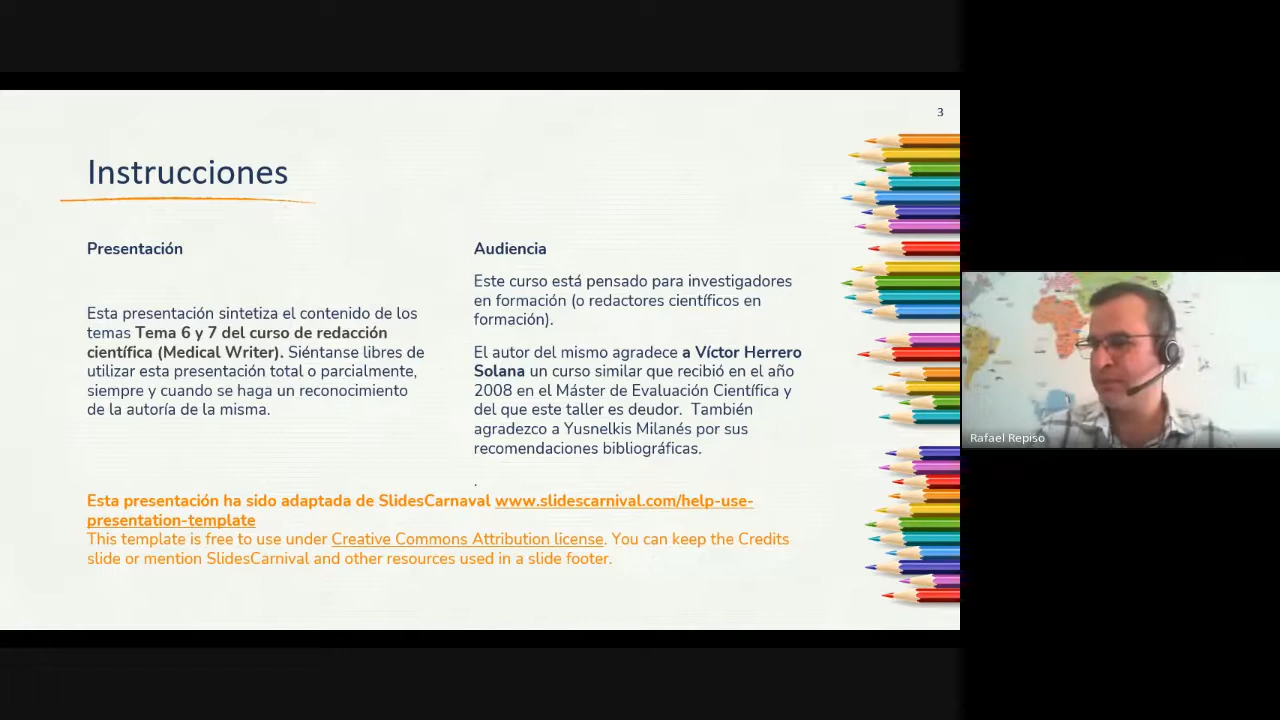 3
Instrucciones
Presentación
Esta presentación sintetiza el contenido de los
temas Tema 6 y 7 del curso de redacción
científica (Medical Writer). Siéntanse libres de
utilizar esta presentación total o parcialmente,
siempre y cuando se haga un reconocimiento
de la autoría de la misma.
Audiencia
Este curso está pensado para investigadores
en formación (o redactores científicos en
formación).
El autor del mismo agradece a Víctor Herrero
Solana un curso similar que recibió en el año
2008 en el Máster de Evaluación Científica y
del que este taller es deudor. También
agradezco a Yusnelkis Milanés por sus
recomendaciones bibliográficas.
.
Esta presentación ha sido adaptada de SlidesCarnaval www.slidescarnival.com/help-use-
presentation-template
This template is free to use under Creative Commons Attribution license. You can keep the Credits
slide or mention SlidesCarnival and other resources used in a slide footer.
Rafael Repiso